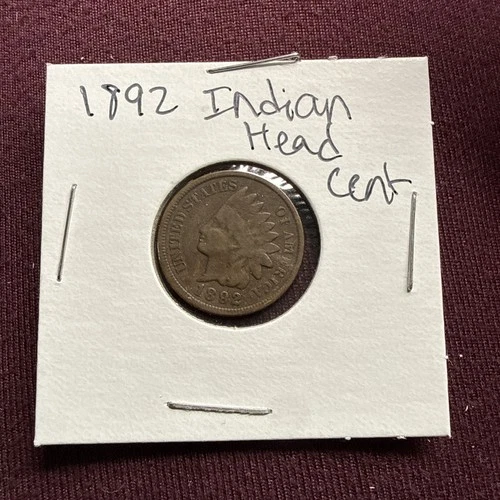 1892 Indian
Head
Cent
UNITED STATES
OF AMERICA
1892